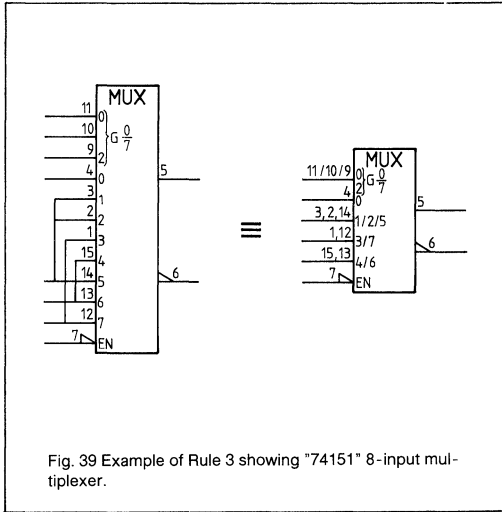 MUX
11 0
10
9 2
G 0/7
4 0
3 1
2 2
1 3
15 4
14 5
13 6
12 7
7 EN
5
6
≡
MUX
11/10/9 0
2
G 0/7
4 0
3,2,14 1/2/5
1,12 3/7
15,13 4/6
7 EN
5
6
Fig. 39 Example of Rule 3 showing "74151" 8-input mul-
tiplexer.